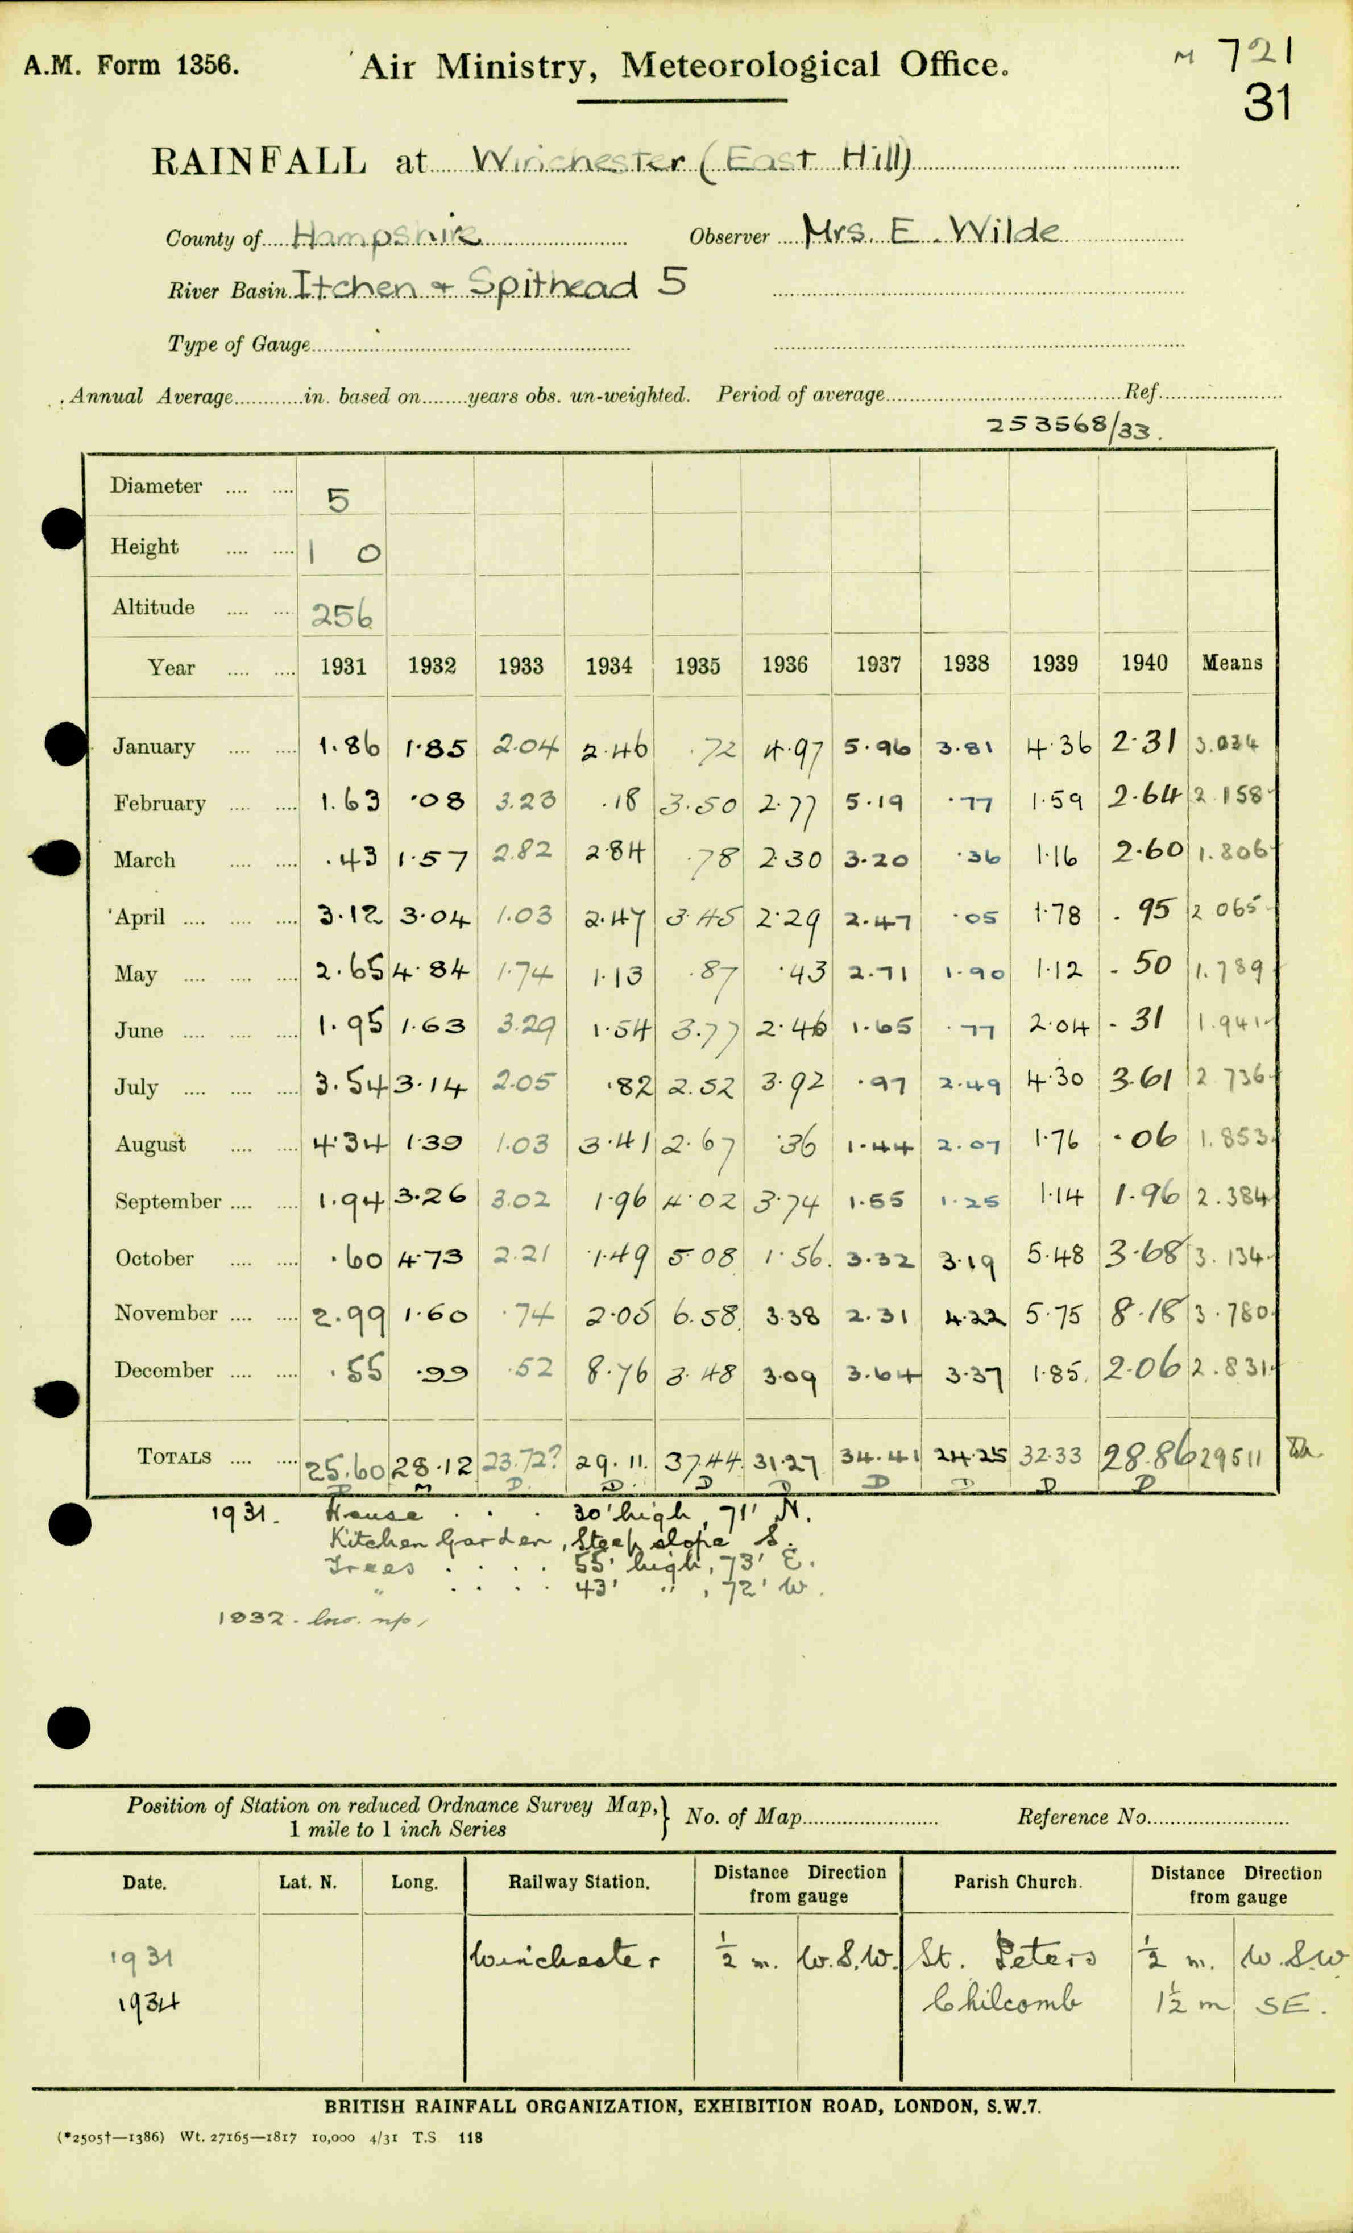 A.M. Form 1356. Air Ministry, Meteorological Office. M 721
31
RAINFALL at Winchester (East Hill)
County of Hampshire Observer Mrs. E. Wilde
River Basin Itchen + Spithead 5
Type of Gauge
Annual Average in. based on years obs. un-weighted. Period of average Ref.
253568/33.
Diameter 5
Height 1 0
Altitude 256
Year 1931 1932 1933 1934 1935 1936 1937 1938 1939 1940 Means
January 1.86 1.85 2.04 2.46 .72 4.97 5.96 3.81 4.36 2.31 3.034
February 1.63 .08 3.23 .18 3.50 2.77 5.19 .77 1.59 2.64 2.158
March .43 1.57 2.82 2.84 .78 2.30 3.20 .36 1.16 2.60 1.806
April 3.12 3.04 1.03 2.47 3.45 2.29 2.47 .05 1.78 .95 2.065
May 2.65 4.84 1.74 1.13 .87 .43 2.71 1.90 1.12 .50 1.789
June 1.95 1.63 3.29 1.54 3.77 2.46 1.65 .77 2.04 .31 1.941
July 3.54 3.14 2.05 .82 2.52 3.92 .97 2.49 4.30 3.61 2.736
August 4.34 1.39 1.03 3.41 2.67 .36 1.44 2.07 1.76 .06 1.853
September 1.94 3.26 3.02 1.96 4.02 3.74 1.55 1.25 1.14 1.96 2.384
October .60 4.73 2.21 1.49 5.08 1.56 3.32 3.19 5.48 3.68 3.134
November 2.99 1.60 .74 2.05 6.58 3.38 2.31 4.22 5.75 8.18 3.780
December .55 .99 .52 8.76 3.48 3.09 3.64 3.37 1.85 2.06 2.831
TOTALS 25.60 28.12 23.72? 29.11 37.44 31.27 34.41 24.25 32.33 28.86 29511
D M D. D. D D D D D D
1931. House 30' high, 71' N.
Kitchen Garden, Steep slope S.
Trees 55' high, 73' E.
" 43' " , 72' W.
1932.
Position of Station on reduced Ordnance Survey Map, 1 mile to 1 inch Series } No. of Map Reference No.
Date. Lat. N. Long. Railway Station. Distance Direction from gauge Parish Church. Distance Direction from gauge
1931 Winchester ½ m. W.S.W. St. Peters ½ m. W.S.W
1934 Chilcomb 1½ m SE.
BRITISH RAINFALL ORGANIZATION, EXHIBITION ROAD, LONDON, S.W.7.
(*2505†—1386) Wt. 27165—1817 10,000 4/31 T.S 118